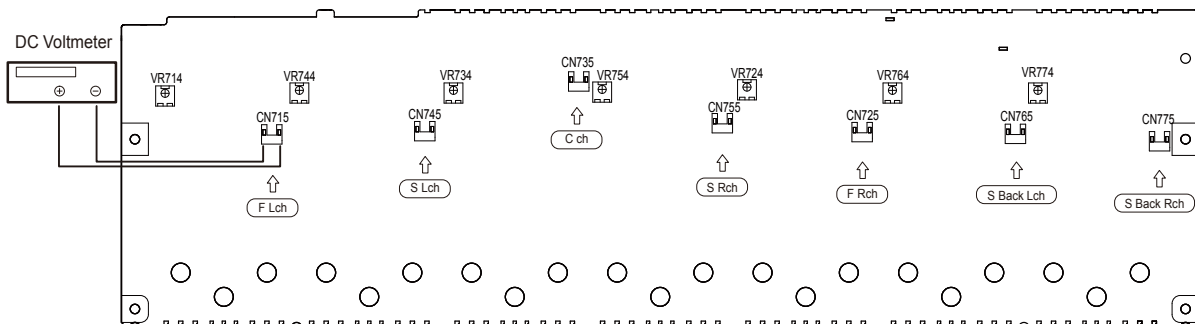 DC Voltmeter
VR714
VR744
VR734
CN735
VR754
VR724
VR764
VR774
CN715
CN745
CN755
CN725
CN765
CN775
C ch
S Lch
S Rch
F Rch
S Back Lch
S Back Rch
F Lch